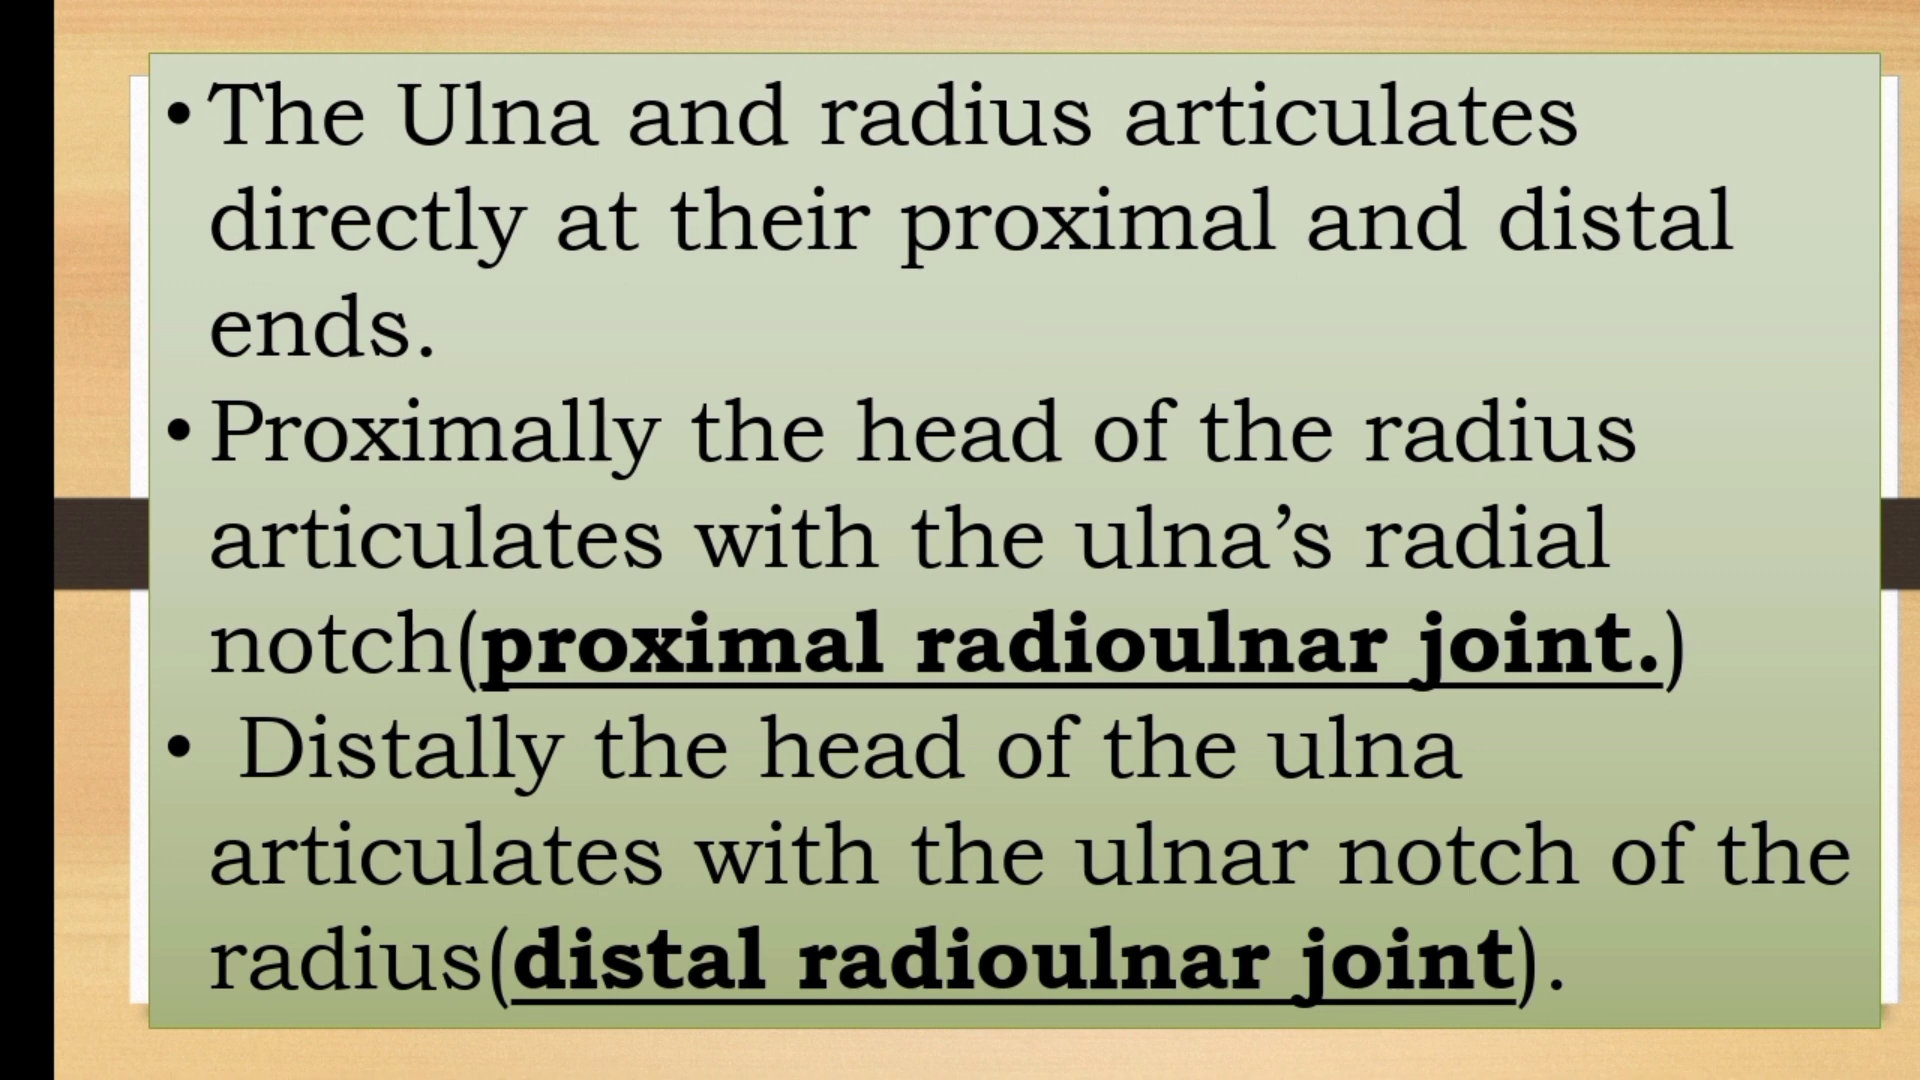 • The Ulna and radius articulates
directly at their proximal and distal
ends.
• Proximally the head of the radius
articulates with the ulna’s radial
notch(proximal radioulnar joint.)
• Distally the head of the ulna
articulates with the ulnar notch of the
radius(distal radioulnar joint).